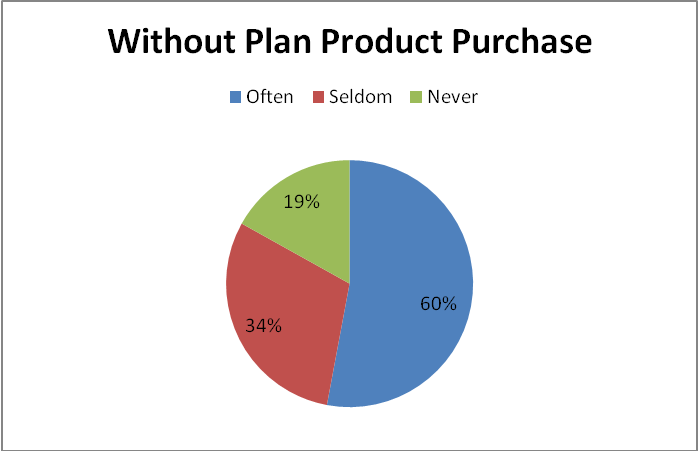 Without Plan Product Purchase
Often Seldom Never
19%
60%
34%